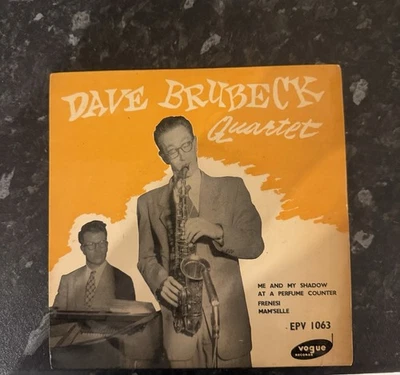 DAVE BRUBECK
Quartet
ME AND MY SHADOW
AT A PERFUME COUNTER
FRENESI
MAM'SELLE
EPV 1063
vogue
RECORDS